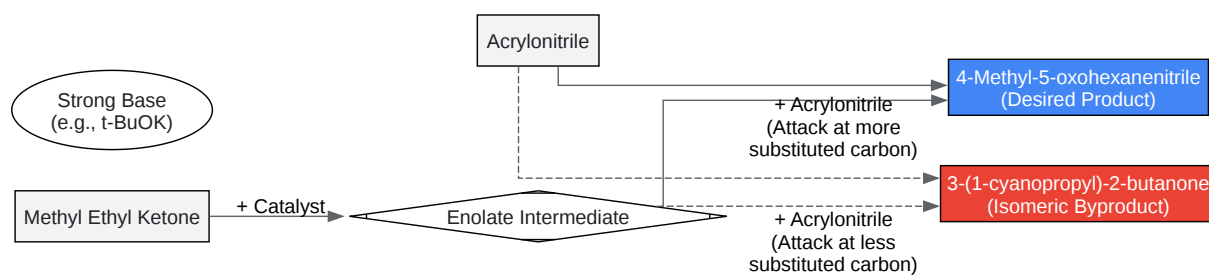 Acrylonitrile
Strong Base
(e.g., t-BuOK)
4-Methyl-5-oxohexanenitrile
(Desired Product)
+ Acrylonitrile
(Attack at more
substituted carbon)
Methyl Ethyl Ketone
+ Catalyst
Enolate Intermediate
3-(1-cyanopropyl)-2-butanone
(Isomeric Byproduct)
+ Acrylonitrile
(Attack at less
substituted carbon)